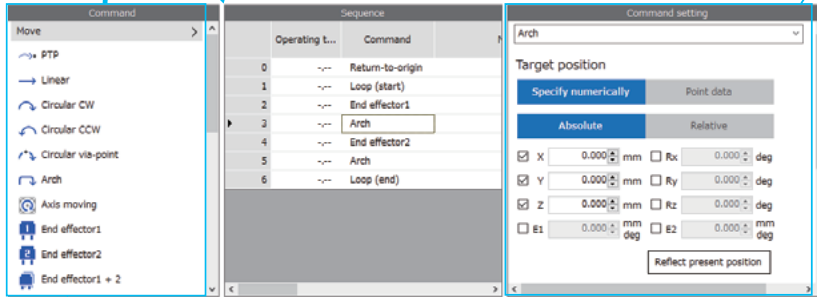 Command
Move
PTP
Linear
Circular CW
Circular CCW
Circular via-point
Arch
Axis moving
1 End effector1
2 End effector2
End effector1 + 2
Sequence
Operating t... Command
0 -.-- Return-to-origin
1 -.-- Loop (start)
2 -.-- End effector1
3 -.-- Arch
4 -.-- End effector2
5 -.-- Arch
6 -.-- Loop (end)
Command setting
Arch
Target position
Specify numerically Point data
Absolute Relative
X 0.000 mm Rx 0.000 deg
Y 0.000 mm Ry 0.000 deg
Z 0.000 mm Rz 0.000 deg
E1 0.000 mm deg E2 0.000 mm deg
Reflect present position